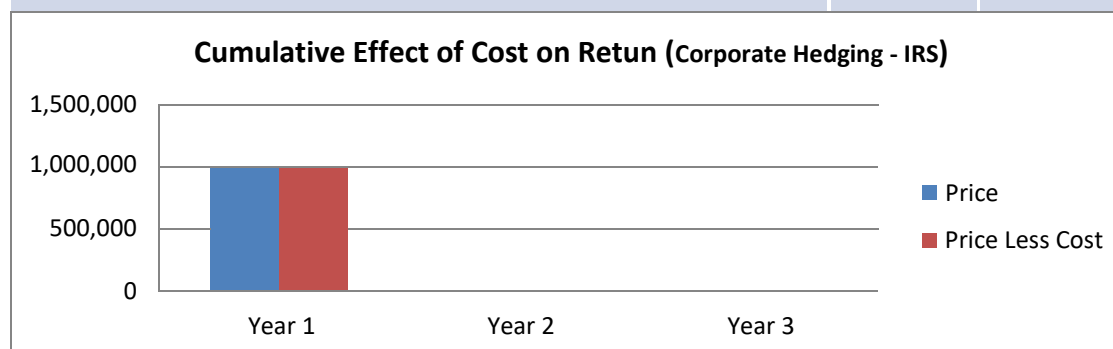 Cumulative Effect of Cost on Retun (Corporate Hedging - IRS)
1,500,000
1,000,000
500,000
0
Year 1
Year 2
Year 3
Price
Price Less Cost